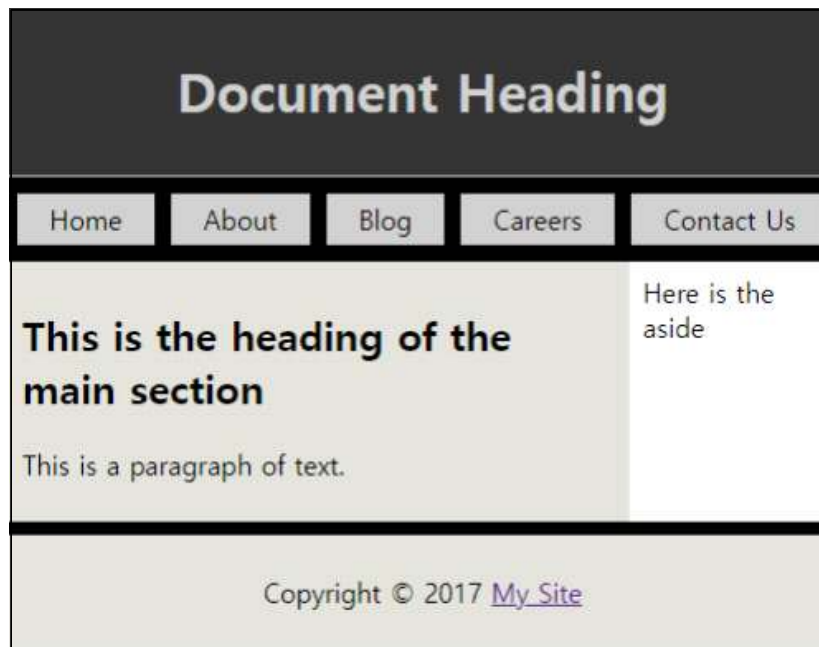 Document Heading
Home About Blog Careers Contact Us
This is the heading of the
main section
This is a paragraph of text.
Here is the
aside
Copyright © 2017 My Site